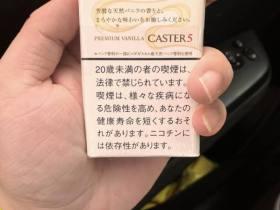 芳醇な天然バニラの香りと、
まろやかな味わいをお愉しみください。
PREMIUM VANILLA CASTER 5
20歳未満の者の喫煙は、
法律で禁じられています。
喫煙は、様々な疾病にな
る危険性を高め、あなたの
健康寿命を短くするおそ
れがあります。ニコチンに
は依存性があります。